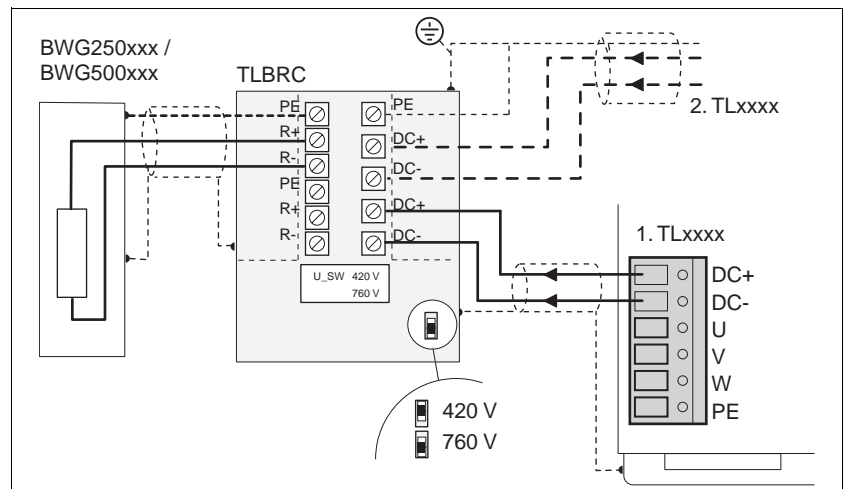 BWG250xxx /
BWG500xxx
TLBRC
PE
R+
R-
PE
R+
R-
PE
DC+
DC-
DC+
DC-
U_SW 420 V
760 V
420 V
760 V
2. TLxxxx
1. TLxxxx
DC+
DC-
U
V
W
PE